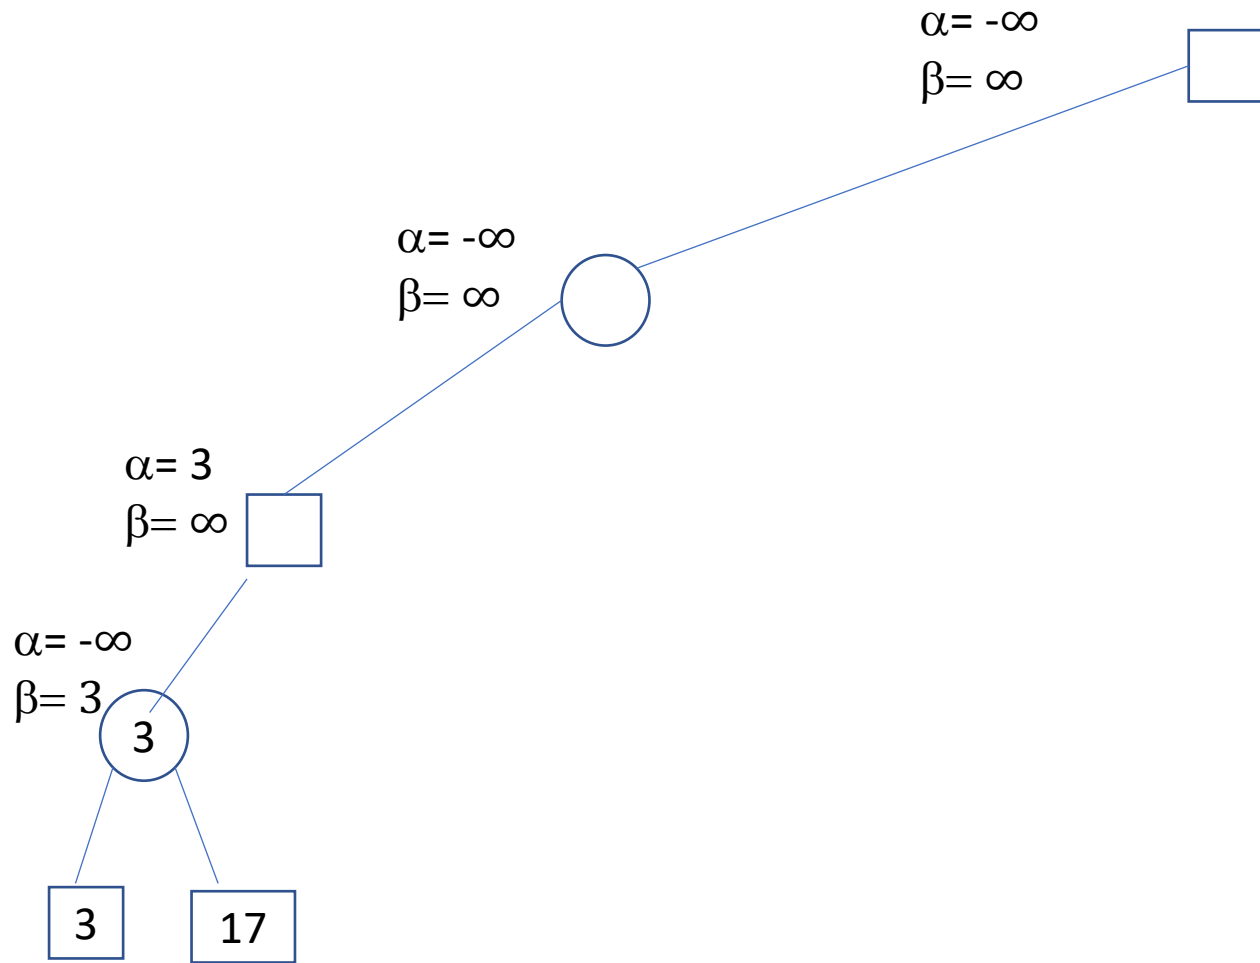 α= -∞
β= ∞
α= -∞
β= ∞
α= 3
β= ∞
α= -∞
β= 3
3
3
17